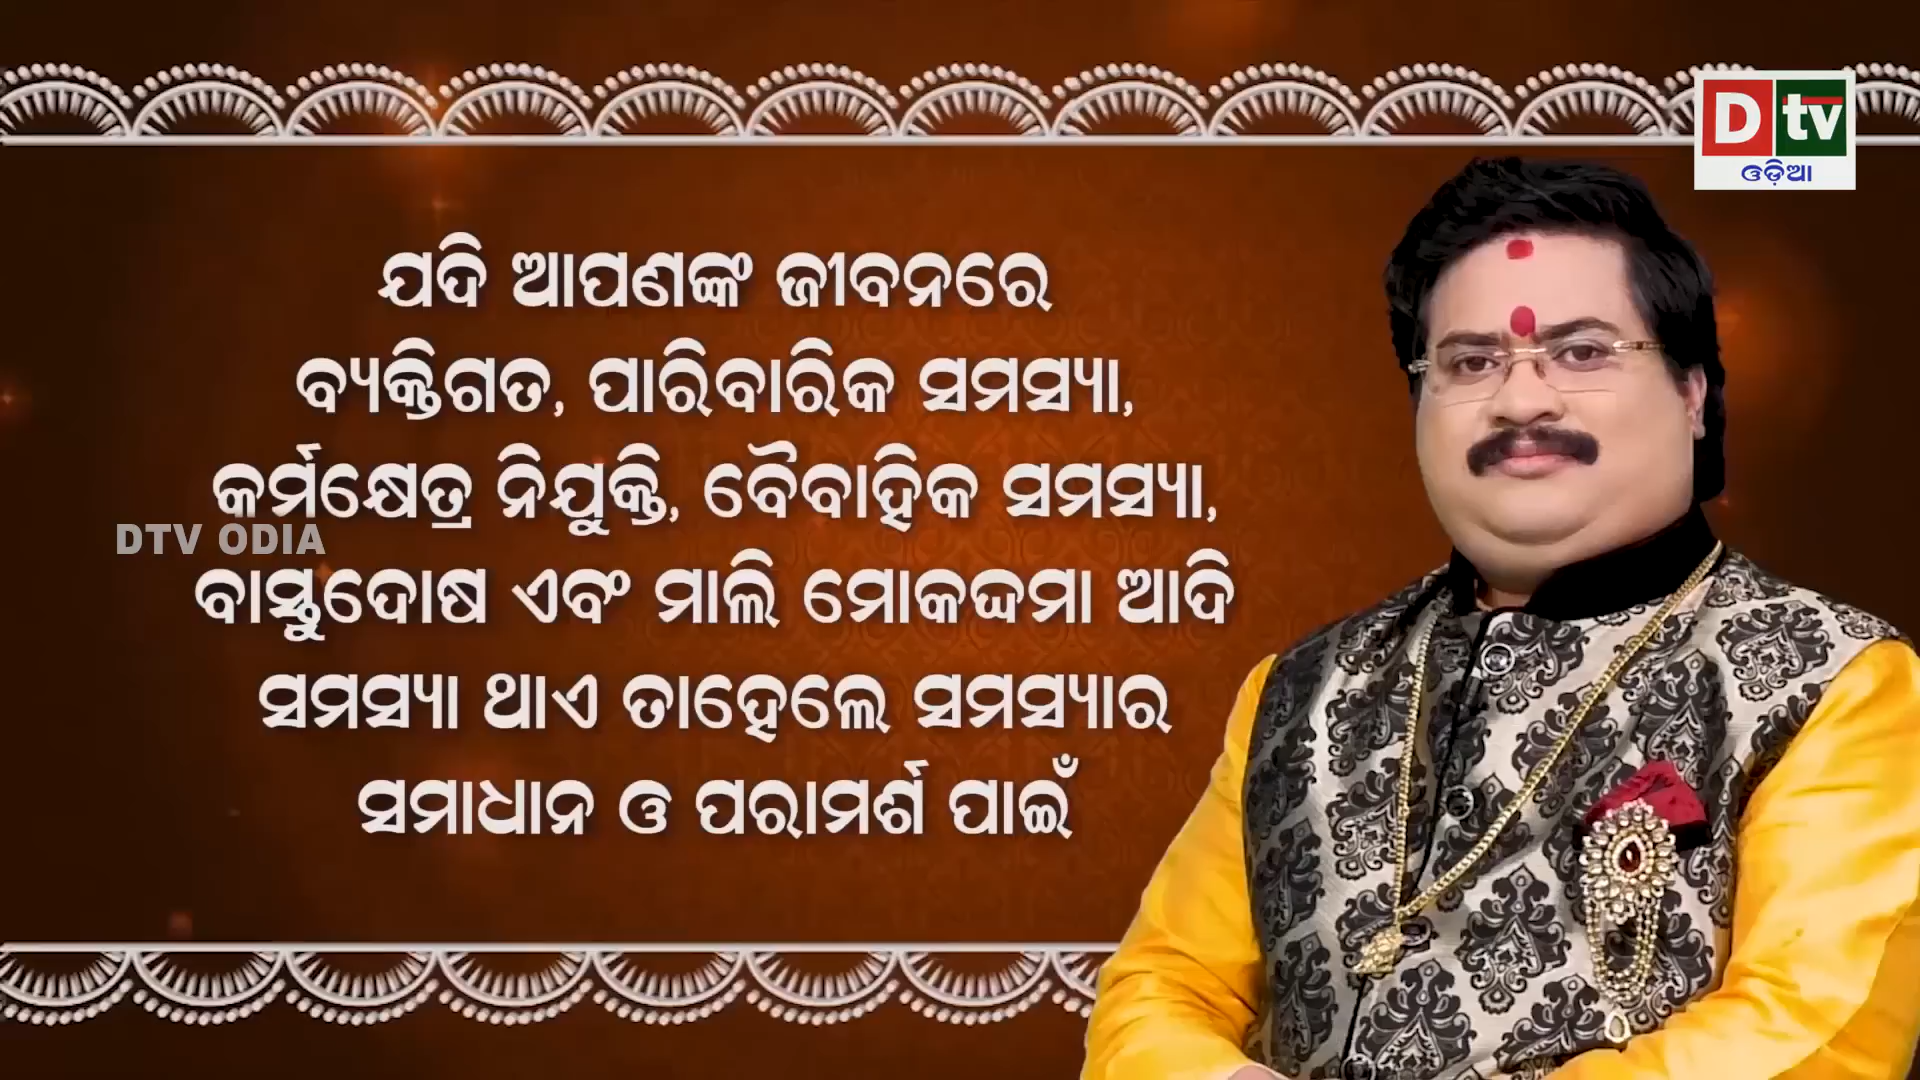 D tv
ଓଡ଼ିଆ
ଯଦି ଆପଣଙ୍କ ଜୀବନରେ
ବ୍ୟକ୍ତିଗତ, ପାରିବାରିକ ସମସ୍ୟା,
କର୍ମକ୍ଷେତ୍ର ନିଯୁକ୍ତି, ବୈବାହିକ ସମସ୍ୟା,
DTV ODIA
ବାସ୍ତୁଦୋଷ ଏବଂ ମାଲି ମୋକଦ୍ଦମା ଆଦି
ସମସ୍ୟା ଥାଏ ତାହେଲେ ସମସ୍ୟାର
ସମାଧାନ ଓ ପରାମର୍ଶ ପାଇଁ